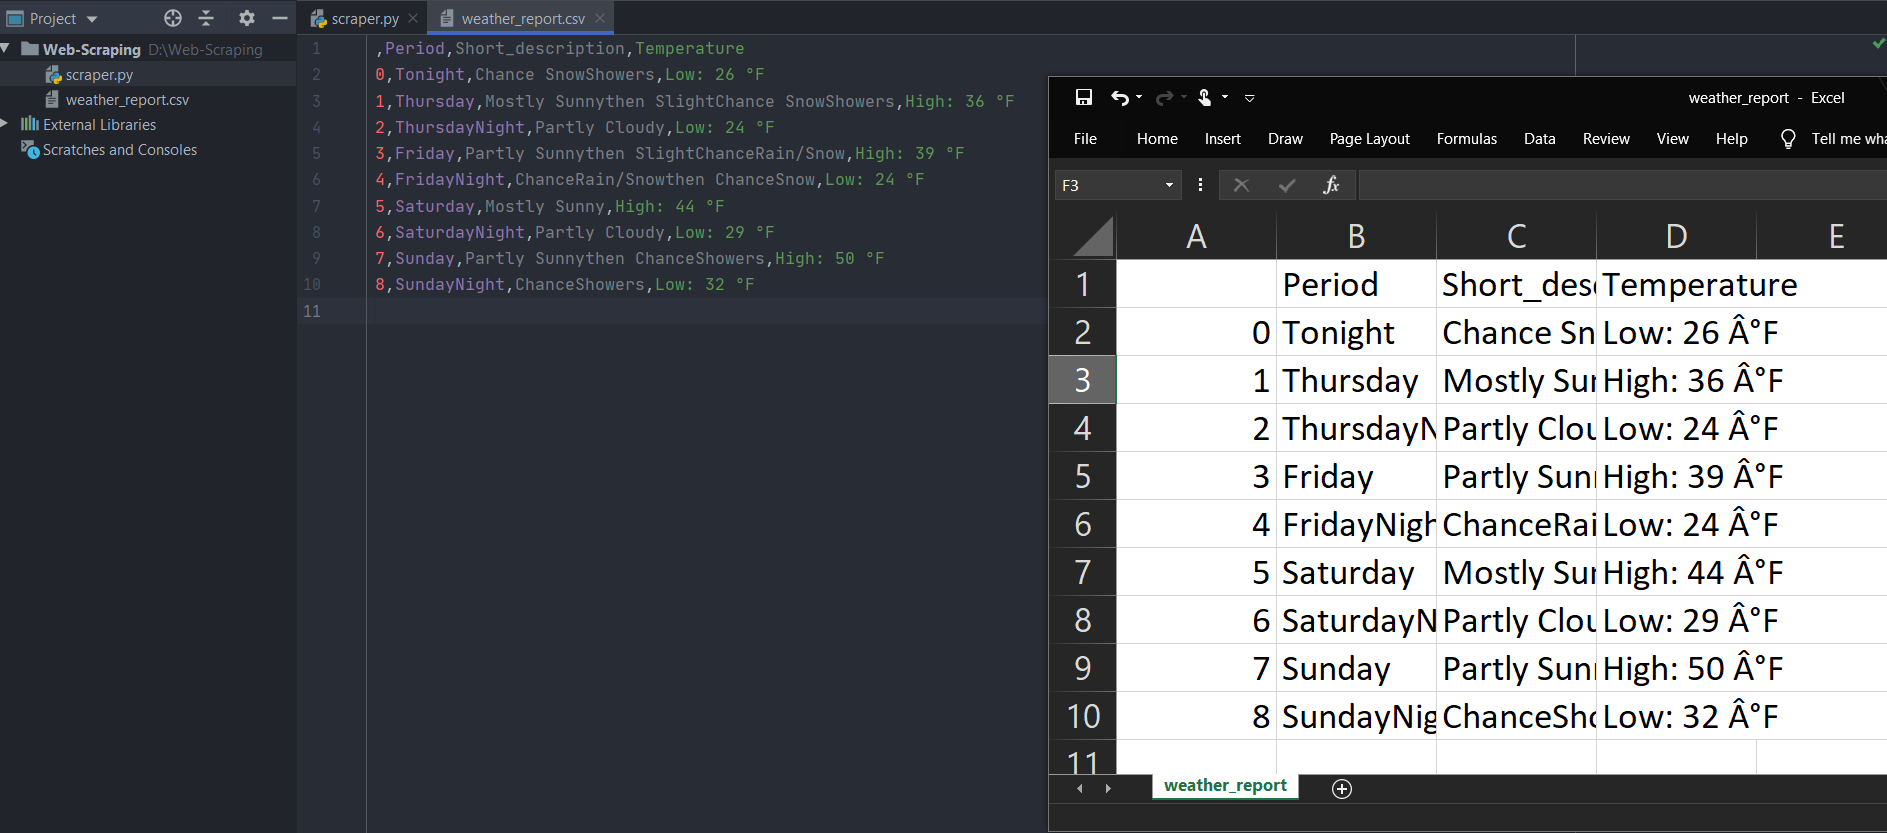 Project
scraper.py
weather_report.csv
Web-Scraping D:\Web-Scraping
scraper.py
weather_report.csv
External Libraries
Scratches and Consoles
1 ,Period,Short_description,Temperature
2 0,Tonight,Chance SnowShowers,Low: 26 °F
3 1,Thursday,Mostly Sunnythen SlightChance SnowShowers,High: 36 °F
4 2,ThursdayNight,Partly Cloudy,Low: 24 °F
5 3,Friday,Partly Sunnythen SlightChanceRain/Snow,High: 39 °F
6 4,FridayNight,ChanceRain/Snowthen ChanceSnow,Low: 24 °F
7 5,Saturday,Mostly Sunny,High: 44 °F
8 6,SaturdayNight,Partly Cloudy,Low: 29 °F
9 7,Sunday,Partly Sunnythen ChanceShowers,High: 50 °F
10 8,SundayNight,ChanceShowers,Low: 32 °F
11
weather_report - Excel
File Home Insert Draw Page Layout Formulas Data Review View Help Tell me wha
F3 fx
A B C D E
1 Period Short_des Temperature
2 0 Tonight Chance Sn Low: 26 Â°F
3 1 Thursday Mostly Sun High: 36 Â°F
4 2 ThursdayN Partly Clou Low: 24 Â°F
5 3 Friday Partly Sunn High: 39 Â°F
6 4 FridayNigh ChanceRai Low: 24 Â°F
7 5 Saturday Mostly Sun High: 44 Â°F
8 6 SaturdayN Partly Clou Low: 29 Â°F
9 7 Sunday Partly Sunn High: 50 Â°F
10 8 SundayNig ChanceSho Low: 32 Â°F
11
weather_report